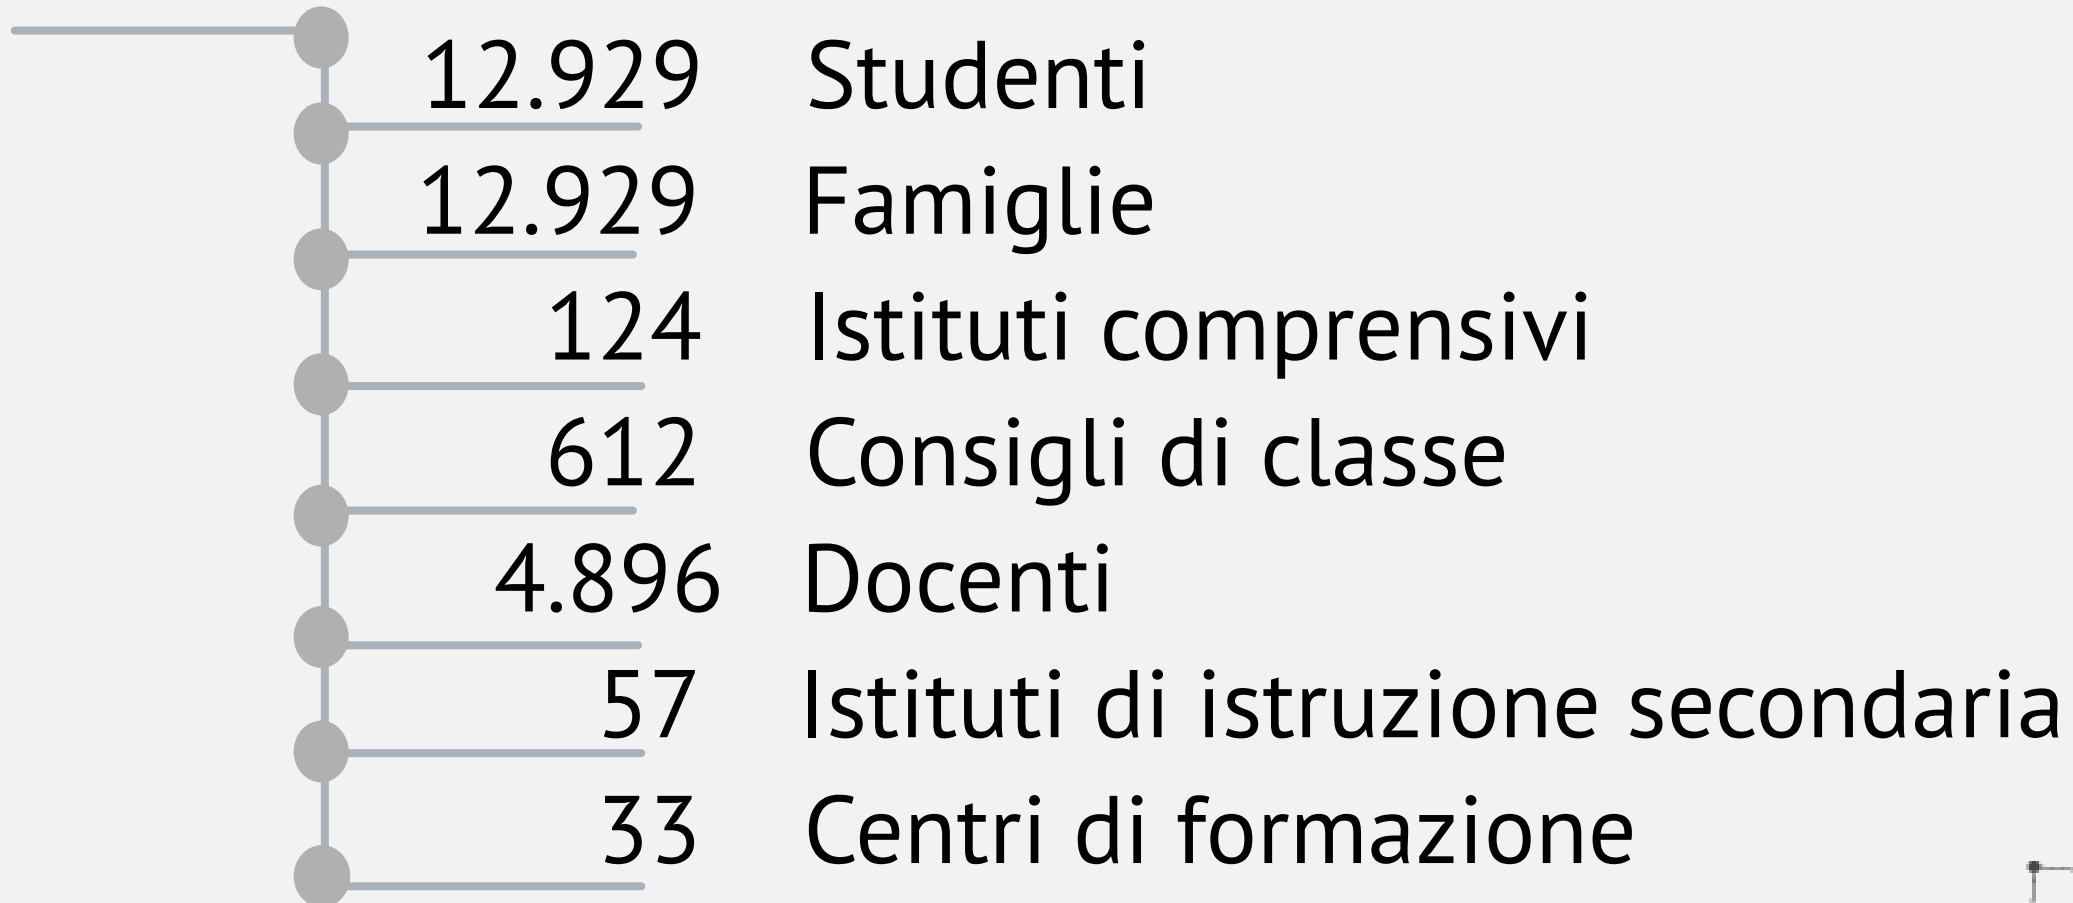 12.929 Studenti
12.929 Famiglie
124 Istituti comprensivi
612 Consigli di classe
4.896 Docenti
57 Istituti di istruzione secondaria
33 Centri di formazione